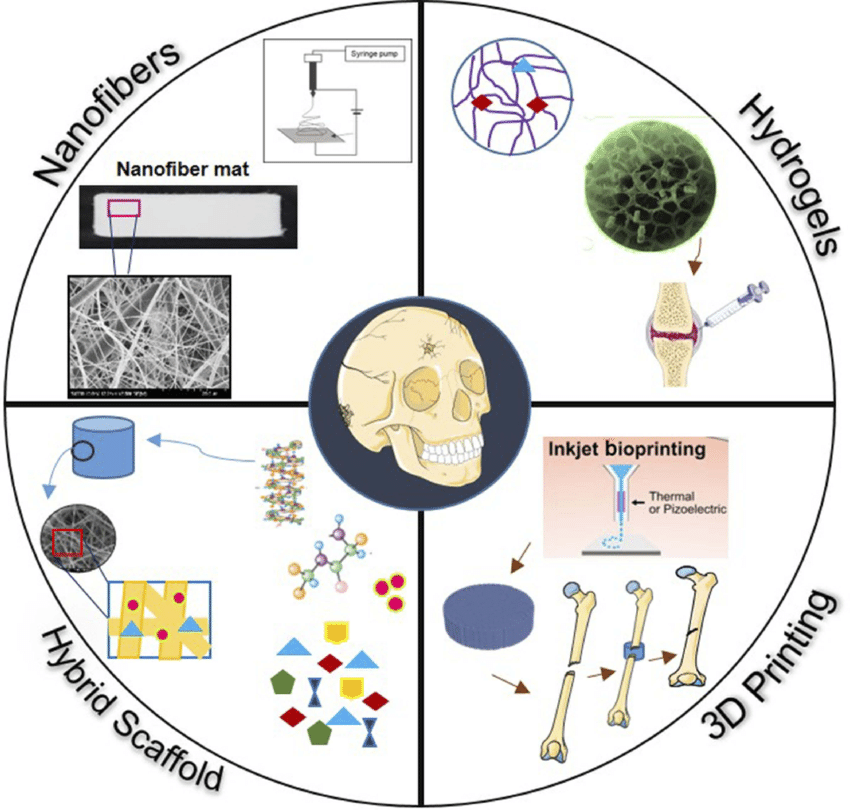 Nanofibers
Syringe pump
Nanofiber mat
Hydrogels
Hybrid Scaffold
Inkjet bioprinting
Thermal
or Pizoelectric
3D Printing